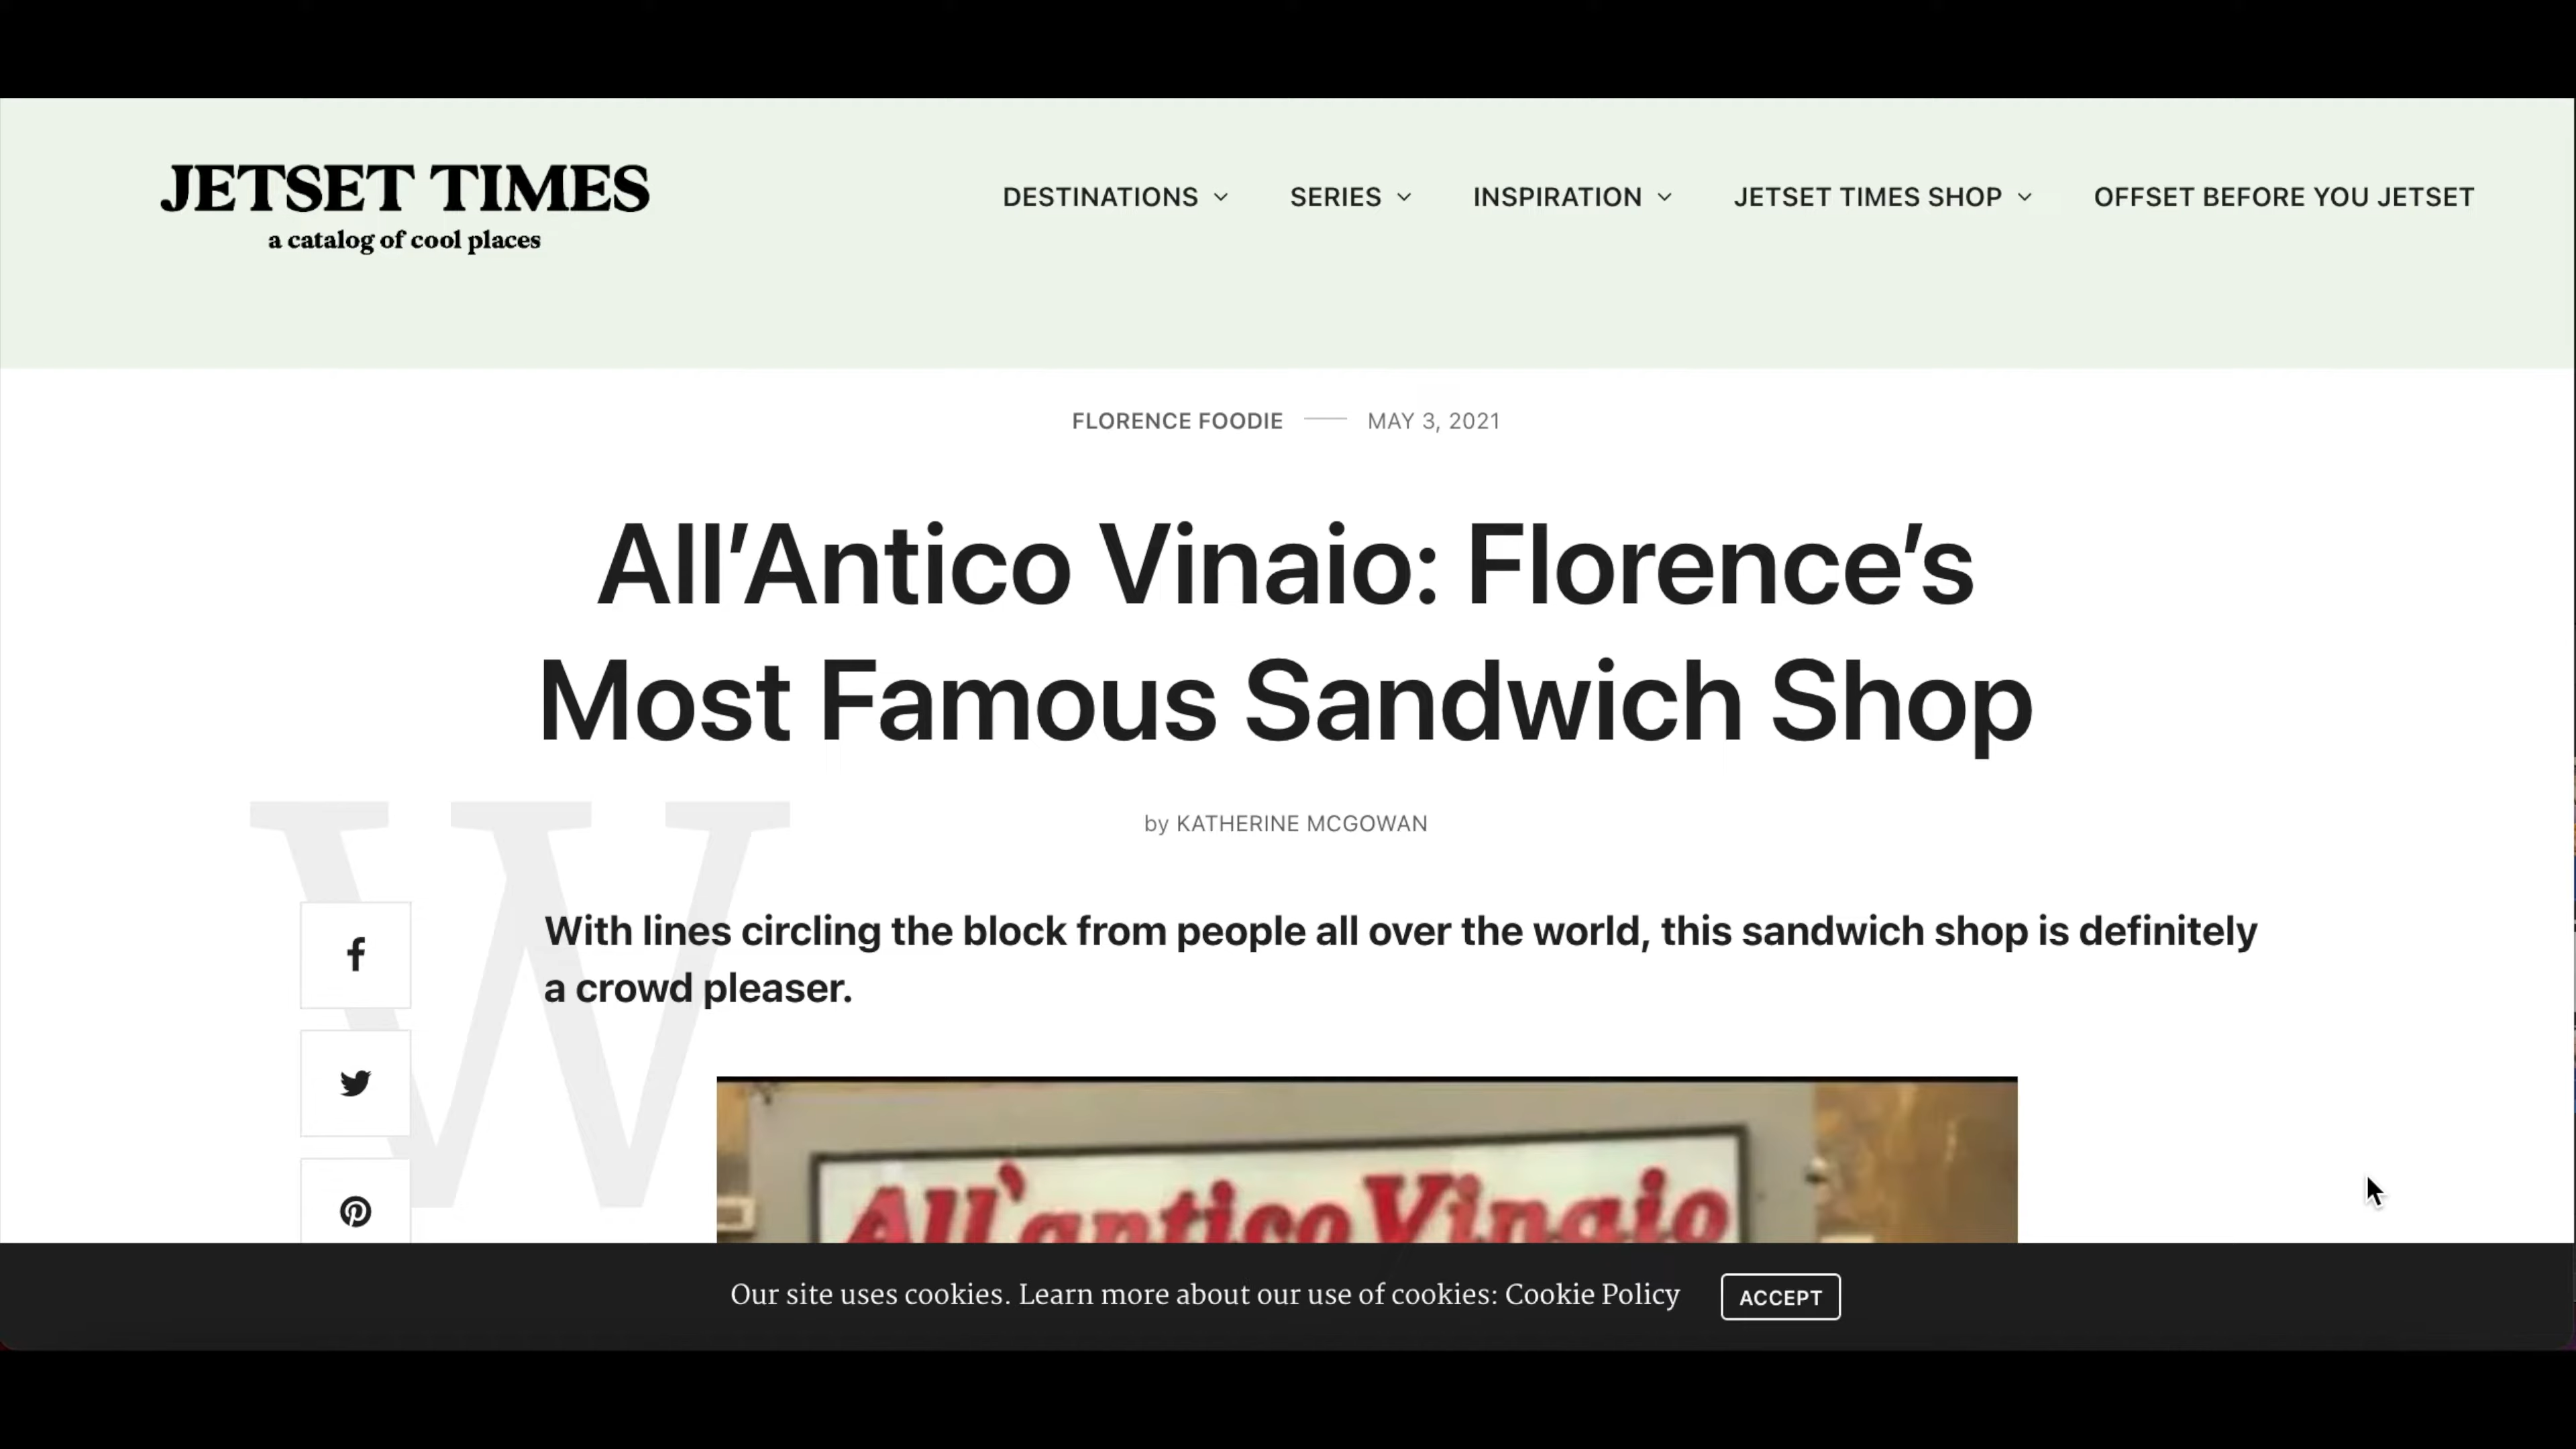 JETSET TIMES
a catalog of cool places
DESTINATIONS SERIES INSPIRATION JETSET TIMES SHOP OFFSET BEFORE YOU JETSET
FLORENCE FOODIE MAY 3, 2021
All’Antico Vinaio: Florence’s
Most Famous Sandwich Shop
by KATHERINE MCGOWAN
W
With lines circling the block from people all over the world, this sandwich shop is definitely
a crowd pleaser.
All'antico Vinaio
Our site uses cookies. Learn more about our use of cookies: Cookie Policy ACCEPT